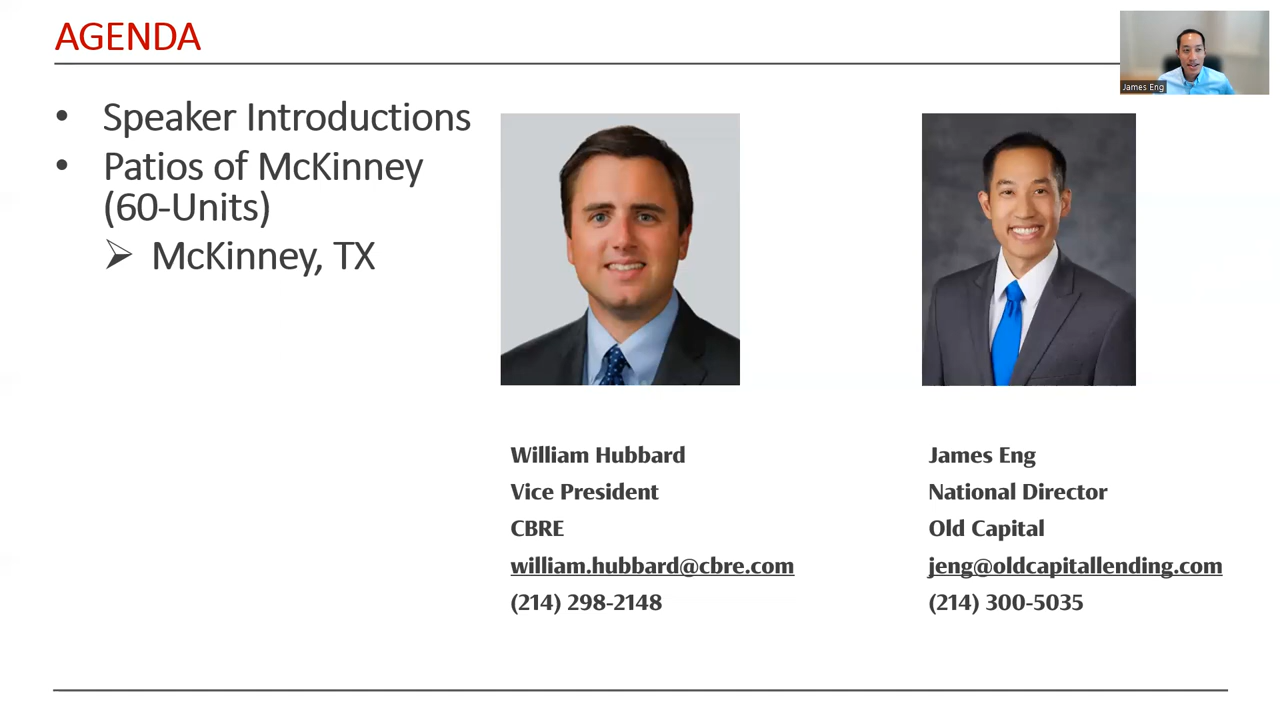 AGENDA
James Eng
• Speaker Introductions
• Patios of McKinney
(60-Units)
➢ McKinney, TX
William Hubbard
Vice President
CBRE
william.hubbard@cbre.com
(214) 298-2148
James Eng
National Director
Old Capital
jeng@oldcapitallending.com
(214) 300-5035